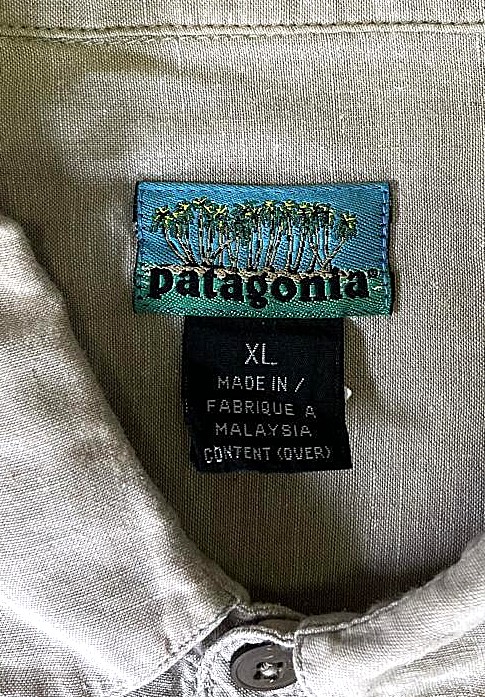 patagonia®
XL
MADE IN /
FABRIQUE A
MALAYSIA
CONTENT (OVER)